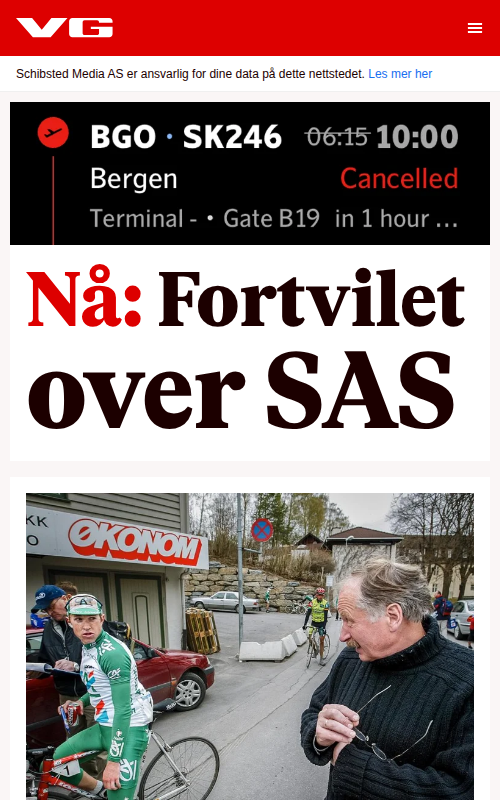 VG
Schibsted Media AS er ansvarlig for dine data på dette nettstedet. Les mer her
BGO • SK246 06:15 10:00
Bergen Cancelled
Terminal - • Gate B19 in 1 hour ...
Nå: Fortvilet
over SAS
KK
O
ØKONOM